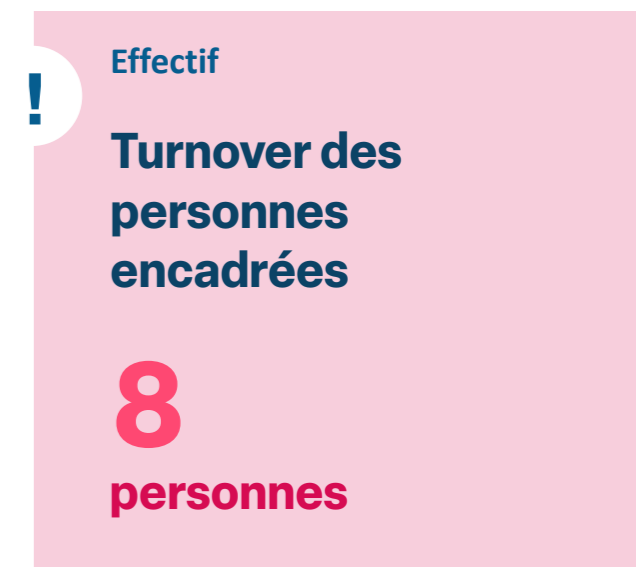 Effectif
!
Turnover des
personnes
encadrées
8
personnes